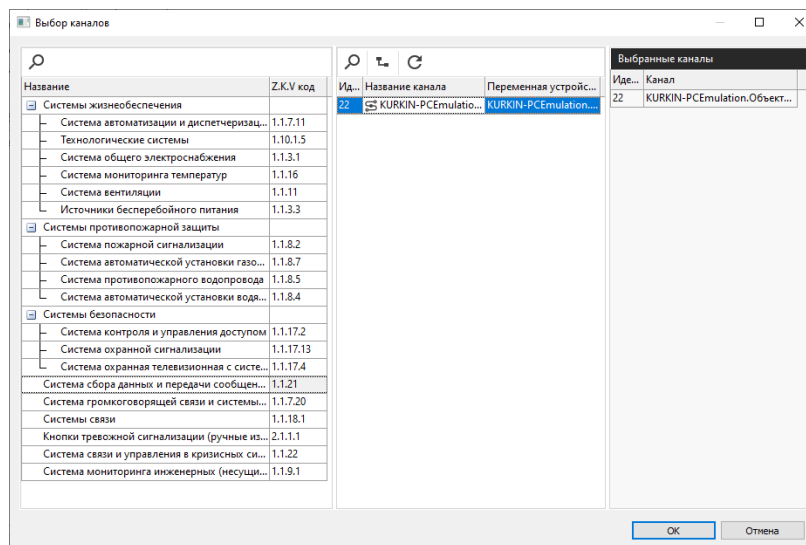 Выбор каналов
Название Z.K.V код
Системы жизнеобеспечения
Система автоматизации и диспетчеризац... 1.1.7.11
Технологические системы 1.10.1.5
Система общего электроснабжения 1.1.3.1
Система мониторинга температур 1.1.16
Система вентиляции 1.1.11
Источники бесперебойного питания 1.1.3.3
Системы противопожарной защиты
Система пожарной сигнализации 1.1.8.2
Система автоматической установки газо... 1.1.8.7
Система противопожарного водопровода 1.1.8.5
Система автоматической установки водя... 1.1.8.4
Системы безопасности
Система контроля и управления доступом 1.1.17.2
Система охранной сигнализации 1.1.17.13
Система охранная телевизионная с систе... 1.1.17.4
Система сбора данных и передачи сообщен... 1.1.21
Система громкоговорящей связи и системы... 1.1.7.20
Системы связи 1.1.18.1
Кнопки тревожной сигнализации (ручные из... 2.1.1.1
Система связи и управления в кризисных си... 1.1.22
Система мониторинга инженерных (несущи... 1.1.9.1
Ид... Название канала Переменная устройс...
22 KURKIN-PCEmulatio... KURKIN-PCEmulation....
Выбранные каналы
Иде... Канал
22 KURKIN-PCEmulation.Объект...
OK Отмена